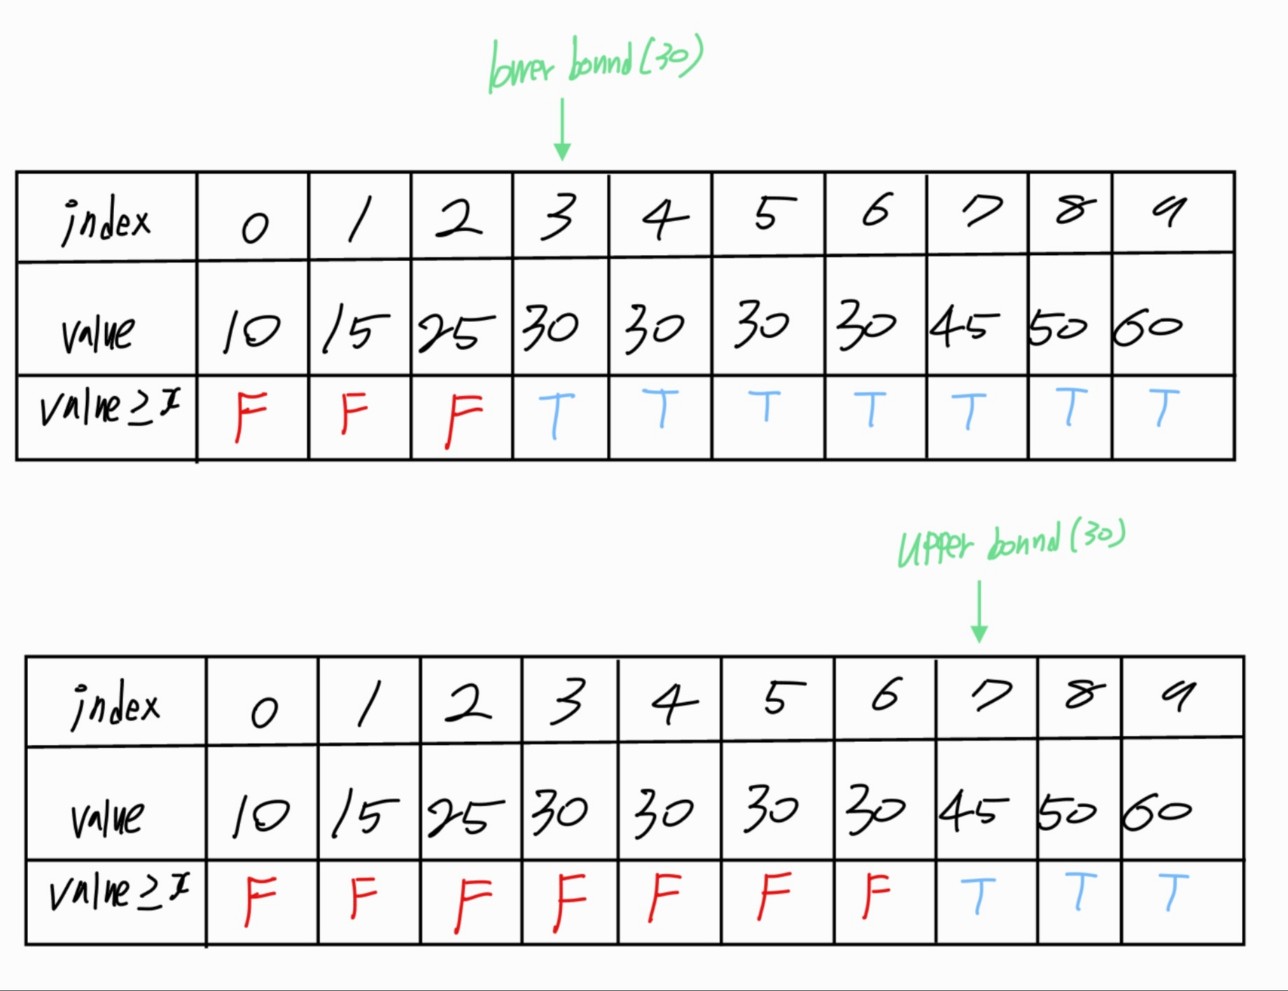 lower bound(30)
index 0 1 2 3 4 5 6 7 8 9
value 10 15 25 30 30 30 30 45 50 60
value ≥ x F F F T T T T T T T
upper bound(30)
index 0 1 2 3 4 5 6 7 8 9
value 10 15 25 30 30 30 30 45 50 60
value ≥ x F F F F F F F T T T